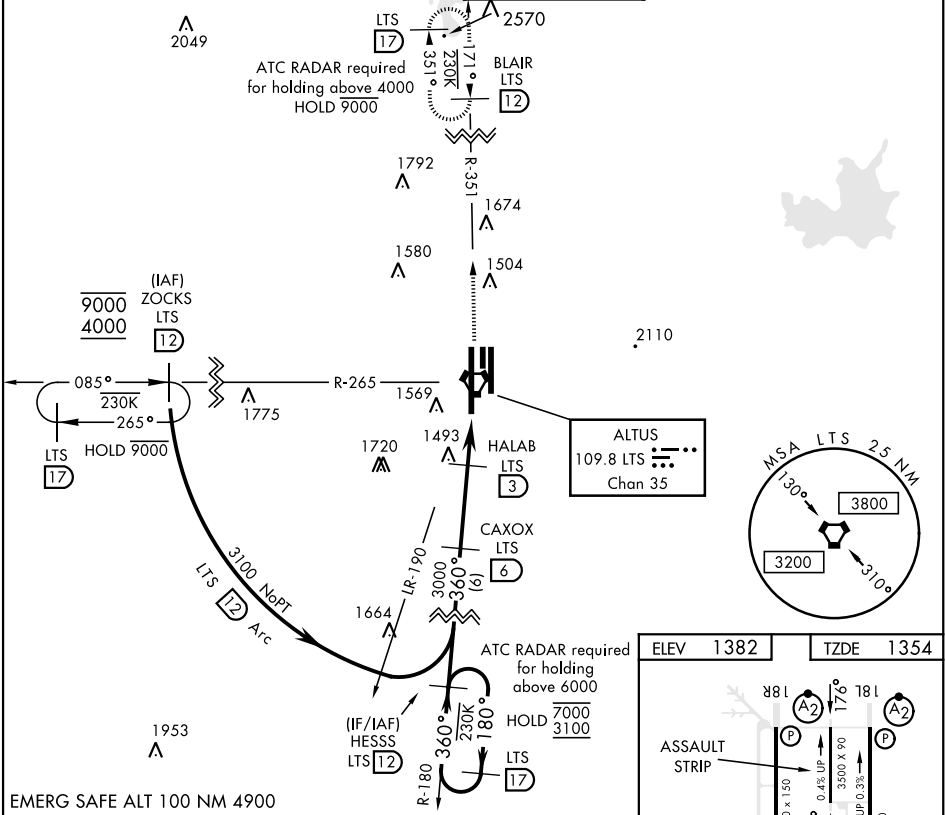 2049
LTS
17
2570
ATC RADAR required
for holding above 4000
HOLD 9000
351°
230K
171°
BLAIR
LTS
12
1792
R-351
1674
1580
1504
(IAF)
ZOCKS
LTS
12
9000
4000
2110
085°
230K
265°
R-265
1569
1775
LTS
17
HOLD 9000
1720
1493
HALAB
LTS
3
ALTUS
109.8 LTS
Chan 35
MSA LTS 25 NM
130°
3800
3200
310°
CAXOX
LTS
6
LR-190
3000
360°
(6)
3100 NoPT
LTS 12 Arc
1664
ATC RADAR required
for holding
above 6000
HOLD 7000
3100
(IF/IAF)
HESSS
LTS 12
360°
230K
180°
R-180
LTS
17
1953
EMERG SAFE ALT 100 NM 4900
ELEV 1382
TZDE 1354
18R
A2
176°
18L
A2
P
P
ASSAULT
STRIP
0 x 150
0.4% UP
3500 X 90
UP 0.3%